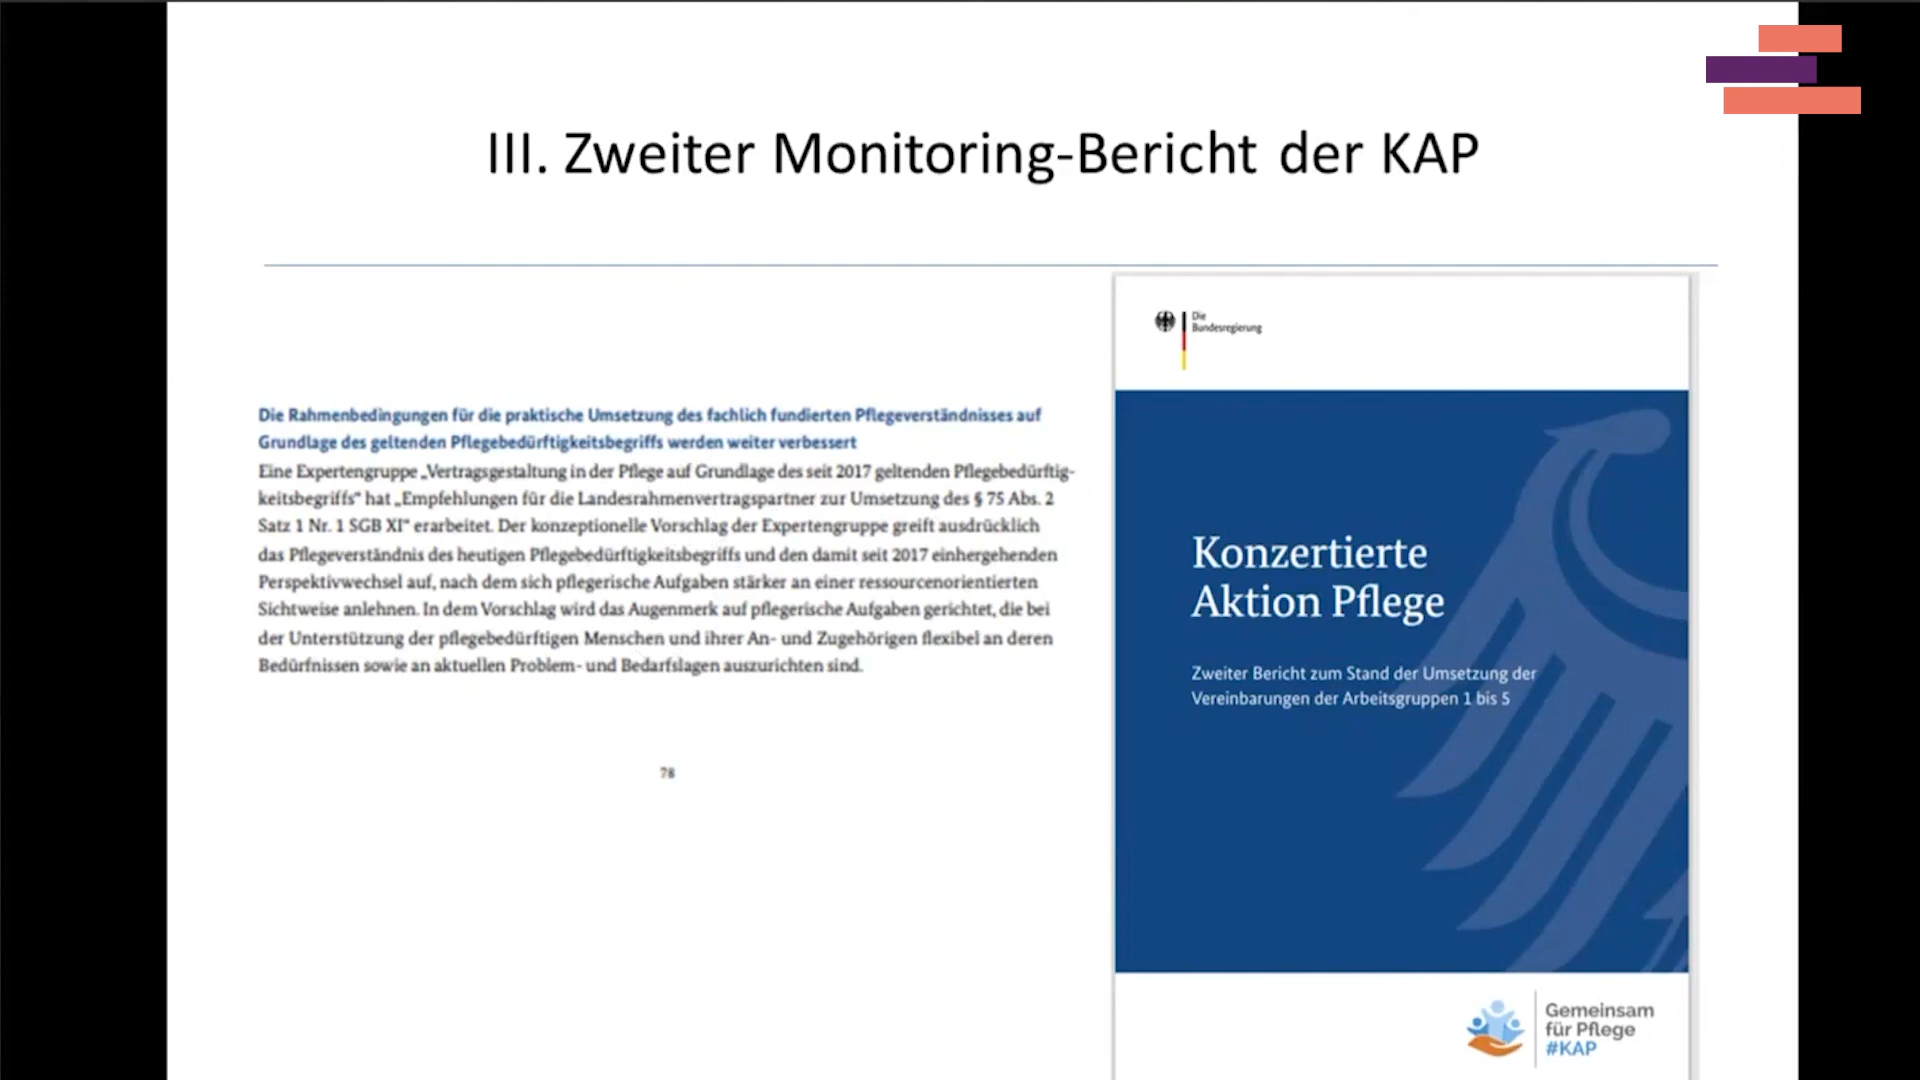 III. Zweiter Monitoring-Bericht der KAP
Die Rahmenbedingungen für die praktische Umsetzung des fachlich fundierten Pflegeverständnisses auf
Grundlage des geltenden Pflegebedürftigkeitsbegriffs werden weiter verbessert
Eine Expertengruppe „Vertragsgestaltung in der Pflege auf Grundlage des seit 2017 geltenden Pflegebedürftig-
keitsbegriffs“ hat „Empfehlungen für die Landesrahmenvertragspartner zur Umsetzung des § 75 Abs. 2
Satz 1 Nr. 1 SGB XI“ erarbeitet. Der konzeptionelle Vorschlag der Expertengruppe greift ausdrücklich
das Pflegeverständnis des heutigen Pflegebedürftigkeitsbegriffs und den damit seit 2017 einhergehenden
Perspektivwechsel auf, nach dem sich pflegerische Aufgaben stärker an einer ressourcenorientierten
Sichtweise anlehnen. In dem Vorschlag wird das Augenmerk auf pflegerische Aufgaben gerichtet, die bei
der Unterstützung der pflegebedürftigen Menschen und ihrer An- und Zugehörigen flexibel an deren
Bedürfnissen sowie an aktuellen Problem- und Bedarfslagen auszurichten sind.
78
Die
Bundesregierung
Konzertierte
Aktion Pflege
Zweiter Bericht zum Stand der Umsetzung der
Vereinbarungen der Arbeitsgruppen 1 bis 5
Gemeinsam
für Pflege
#KAP